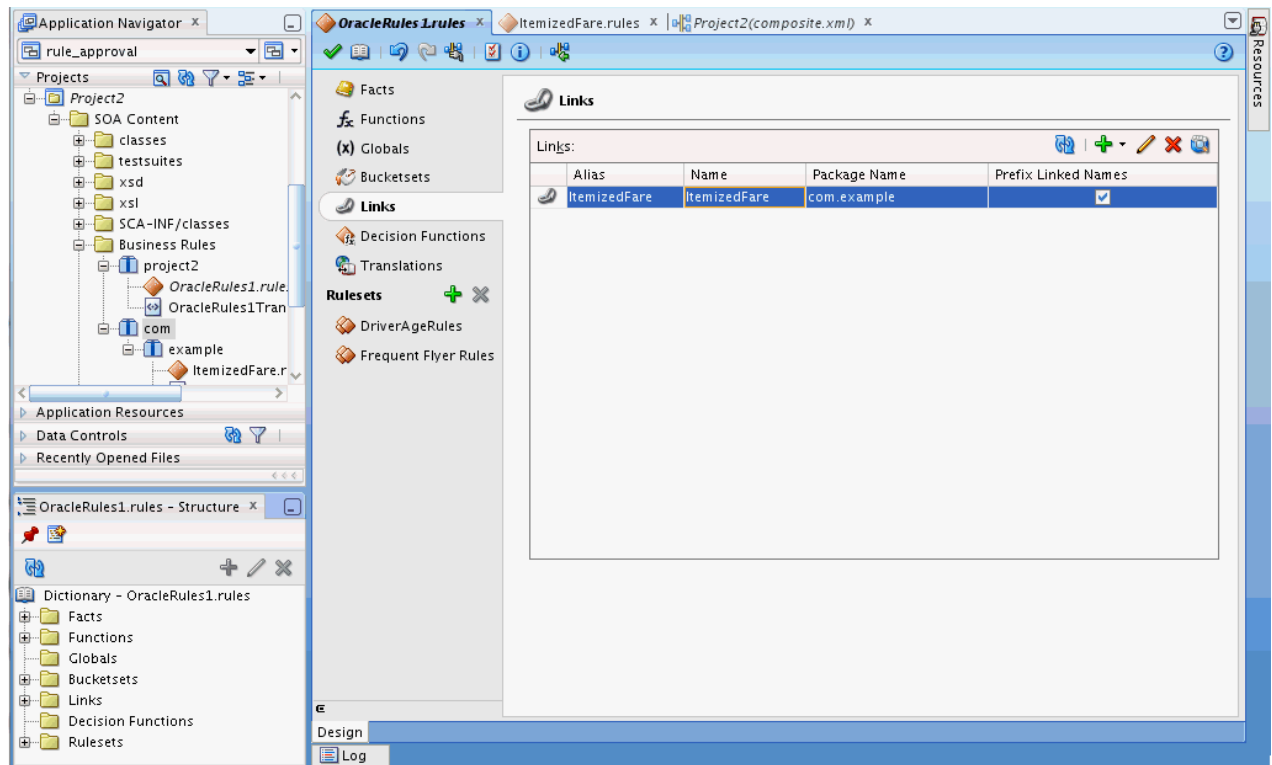 Application Navigator x
rule_approval
Projects
Project2
SOA Content
classes
testsuites
xsd
xsl
SCA-INF/classes
Business Rules
project2
OracleRules1.rule
OracleRules1Tran
com
example
ItemizedFare.r
Application Resources
Data Controls
Recently Opened Files
OracleRules1.rules - Structure x
Dictionary - OracleRules1.rules
Facts
Functions
Globals
Bucketsets
Links
Decision Functions
Rulesets
OracleRules1.rules x ItemizedFare.rules x Project2(composite.xml) x
Facts
fx Functions
(x) Globals
Bucketsets
Links
Decision Functions
Translations
Rulesets
DriverAgeRules
Frequent Flyer Rules
Links
Links:
Alias Name Package Name Prefix Linked Names
ItemizedFare ItemizedFare com.example
Design
Log
Resources